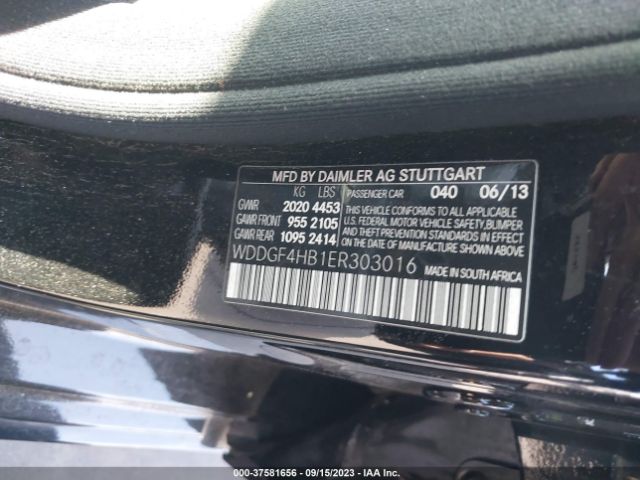 MFD BY DAIMLER AG STUTTGART
KG LBS PASSENGER CAR 040 06/13
GVWR 2020 4453
GAWR FRONT 955 2105
GAWR REAR 1095 2414
THIS VEHICLE CONFORMS TO ALL APPLICABLE
U.S. FEDERAL MOTOR VEHICLE SAFETY, BUMPER
AND THEFT PREVENTION STANDARDS IN EFFECT
ON THE DATE OF MANUFACTURE SHOWN ABOVE.
WDDGF4HB1ER303016 MADE IN SOUTH AFRICA
000-37581656 - 09/15/2023 - IAA Inc.